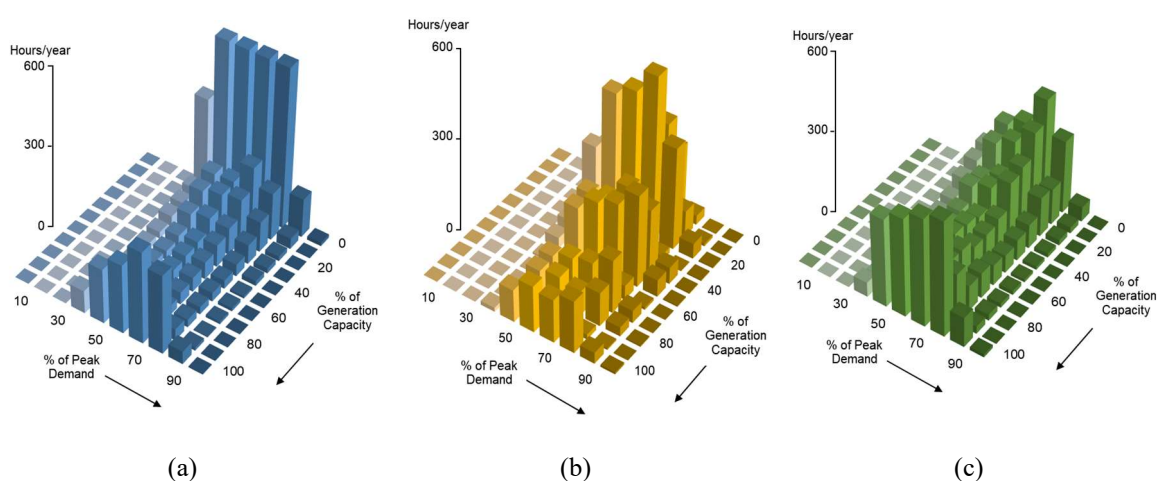 Hours/year
600
300
0
10
30
50
70
90
% of Peak
Demand
0
20
40
60
80
100
% of
Generation
Capacity
(a)
Hours/year
600
300
0
10
30
50
70
90
% of Peak
Demand
0
20
40
60
80
100
% of
Generation
Capacity
(b)
Hours/year
600
300
0
10
30
50
70
90
% of Peak
Demand
0
20
40
60
80
100
% of
Generation
Capacity
(c)